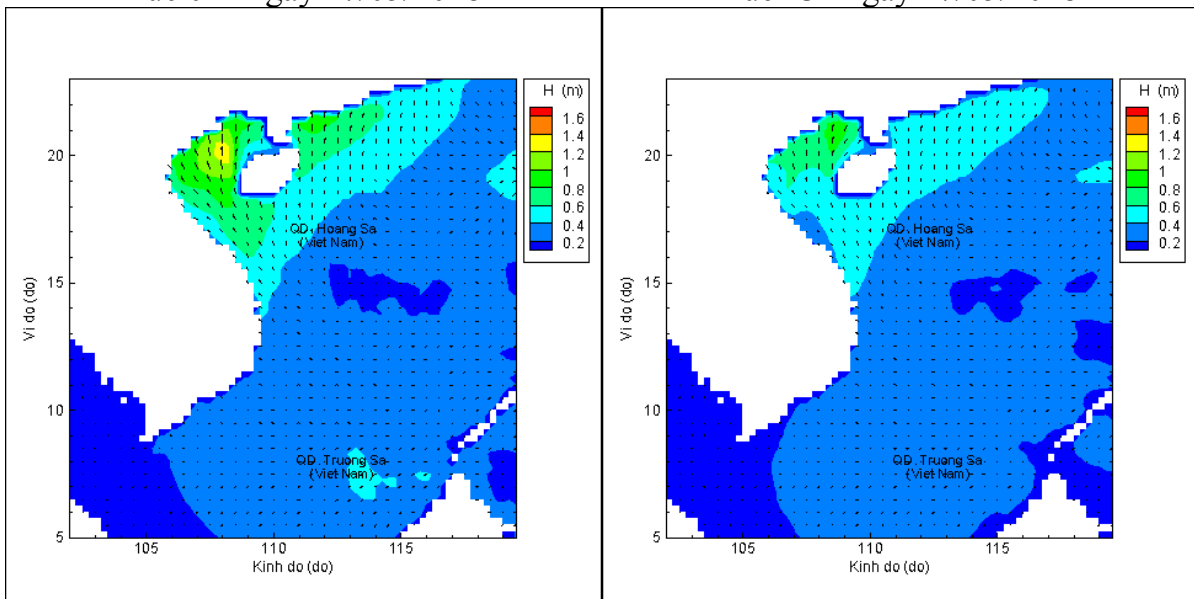 H (m)
1.6
1.4
1.2
1
0.8
0.6
0.4
0.2
20
15
10
5
105
110
115
Vi do (do)
Kinh do (do)
QD. Hoang Sa
(Viet Nam)
QD. Truong Sa
(Viet Nam)
H (m)
1.6
1.4
1.2
1
0.8
0.6
0.4
0.2
20
15
10
5
105
110
115
Vi do (do)
Kinh do (do)
QD. Hoang Sa
(Viet Nam)
QD. Truong Sa
(Viet Nam)